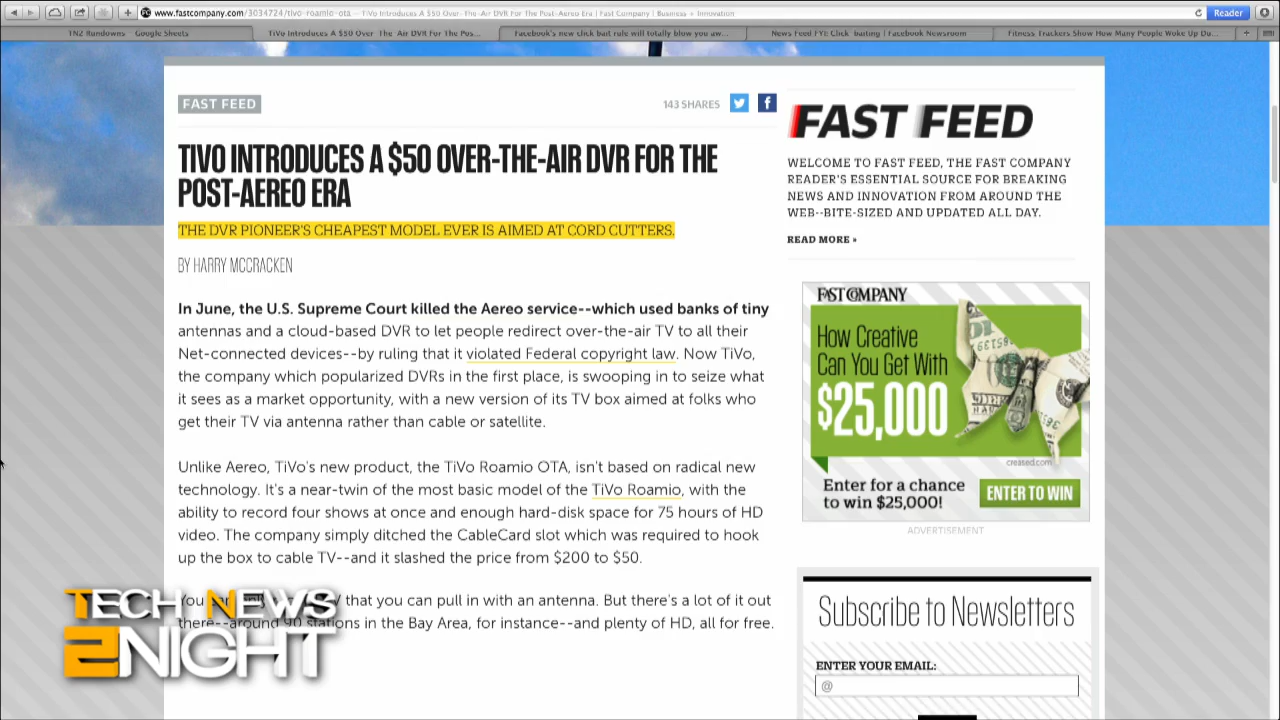 www.fastcompany.com/3034724/tivo-roamio-ota — TiVo Introduces A $50 Over-The-Air DVR For The Post-Aereo Era | Fast Company | Business + Innovation
Reader
TN2 Rundowns – Google Sheets
TiVo Introduces A $50 Over-The-Air DVR For The Pos...
Facebook's new click bait rule will totally blow you aw...
News Feed FYI: Click-baiting | Facebook Newsroom
Fitness Trackers Show How Many People Woke Up Du...
FAST FEED
143 SHARES
TIVO INTRODUCES A $50 OVER-THE-AIR DVR FOR THE
POST-AEREO ERA
THE DVR PIONEER'S CHEAPEST MODEL EVER IS AIMED AT CORD CUTTERS.
BY HARRY MCCRACKEN
In June, the U.S. Supreme Court killed the Aereo service--which used banks of tiny
antennas and a cloud-based DVR to let people redirect over-the-air TV to all their
Net-connected devices--by ruling that it violated Federal copyright law. Now TiVo,
the company which popularized DVRs in the first place, is swooping in to seize what
it sees as a market opportunity, with a new version of its TV box aimed at folks who
get their TV via antenna rather than cable or satellite.
Unlike Aereo, TiVo's new product, the TiVo Roamio OTA, isn't based on radical new
technology. It's a near-twin of the most basic model of the TiVo Roamio, with the
ability to record four shows at once and enough hard-disk space for 75 hours of HD
video. The company simply ditched the CableCard slot which was required to hook
up the box to cable TV--and it slashed the price from $200 to $50.
You that you can pull in with an antenna. But there's a lot of it out
there--around 90 stations in the Bay Area, for instance--and plenty of HD, all for free.
TECH NEWS
2NIGHT
FAST FEED
WELCOME TO FAST FEED, THE FAST COMPANY
READER'S ESSENTIAL SOURCE FOR BREAKING
NEWS AND INNOVATION FROM AROUND THE
WEB--BITE-SIZED AND UPDATED ALL DAY.
READ MORE »
FAST COMPANY
How Creative
Can You Get With
$25,000
creased.com
Enter for a chance
to win $25,000!
ENTER TO WIN
ADVERTISEMENT
Subscribe to Newsletters
ENTER YOUR EMAIL:
@